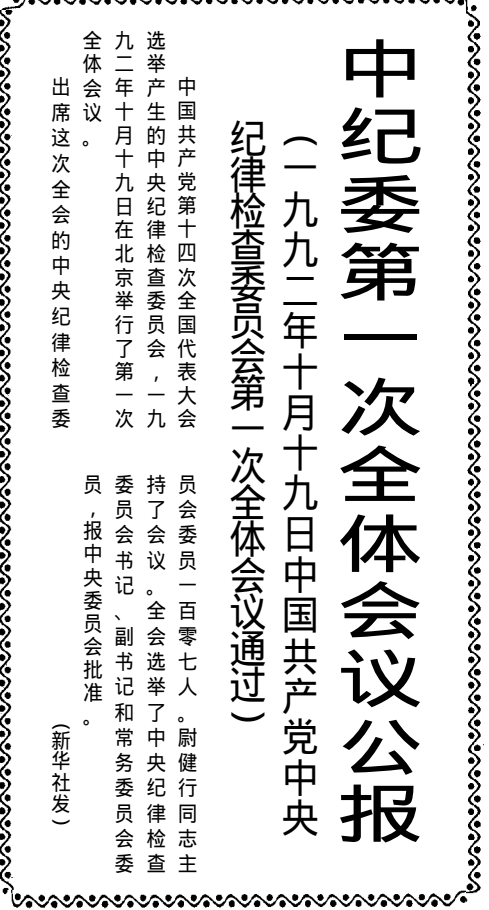 中纪委第一次全体会议公报
（一九九二年十月十九日中国共产党中央
纪律检查委员会第一次全体会议通过）
中国共产党第十四次全国代表大会
选举产生的中央纪律检查委员会，一九
九二年十月十九日在北京举行了第一次
全体会议。
出席这次全会的中央纪律检查委
员会委员一百零七人。尉健行同志主
持了会议。全会选举了中央纪律检查
委员会书记、副书记和常务委员会委
员，报中央委员会批准。
（新华社发）